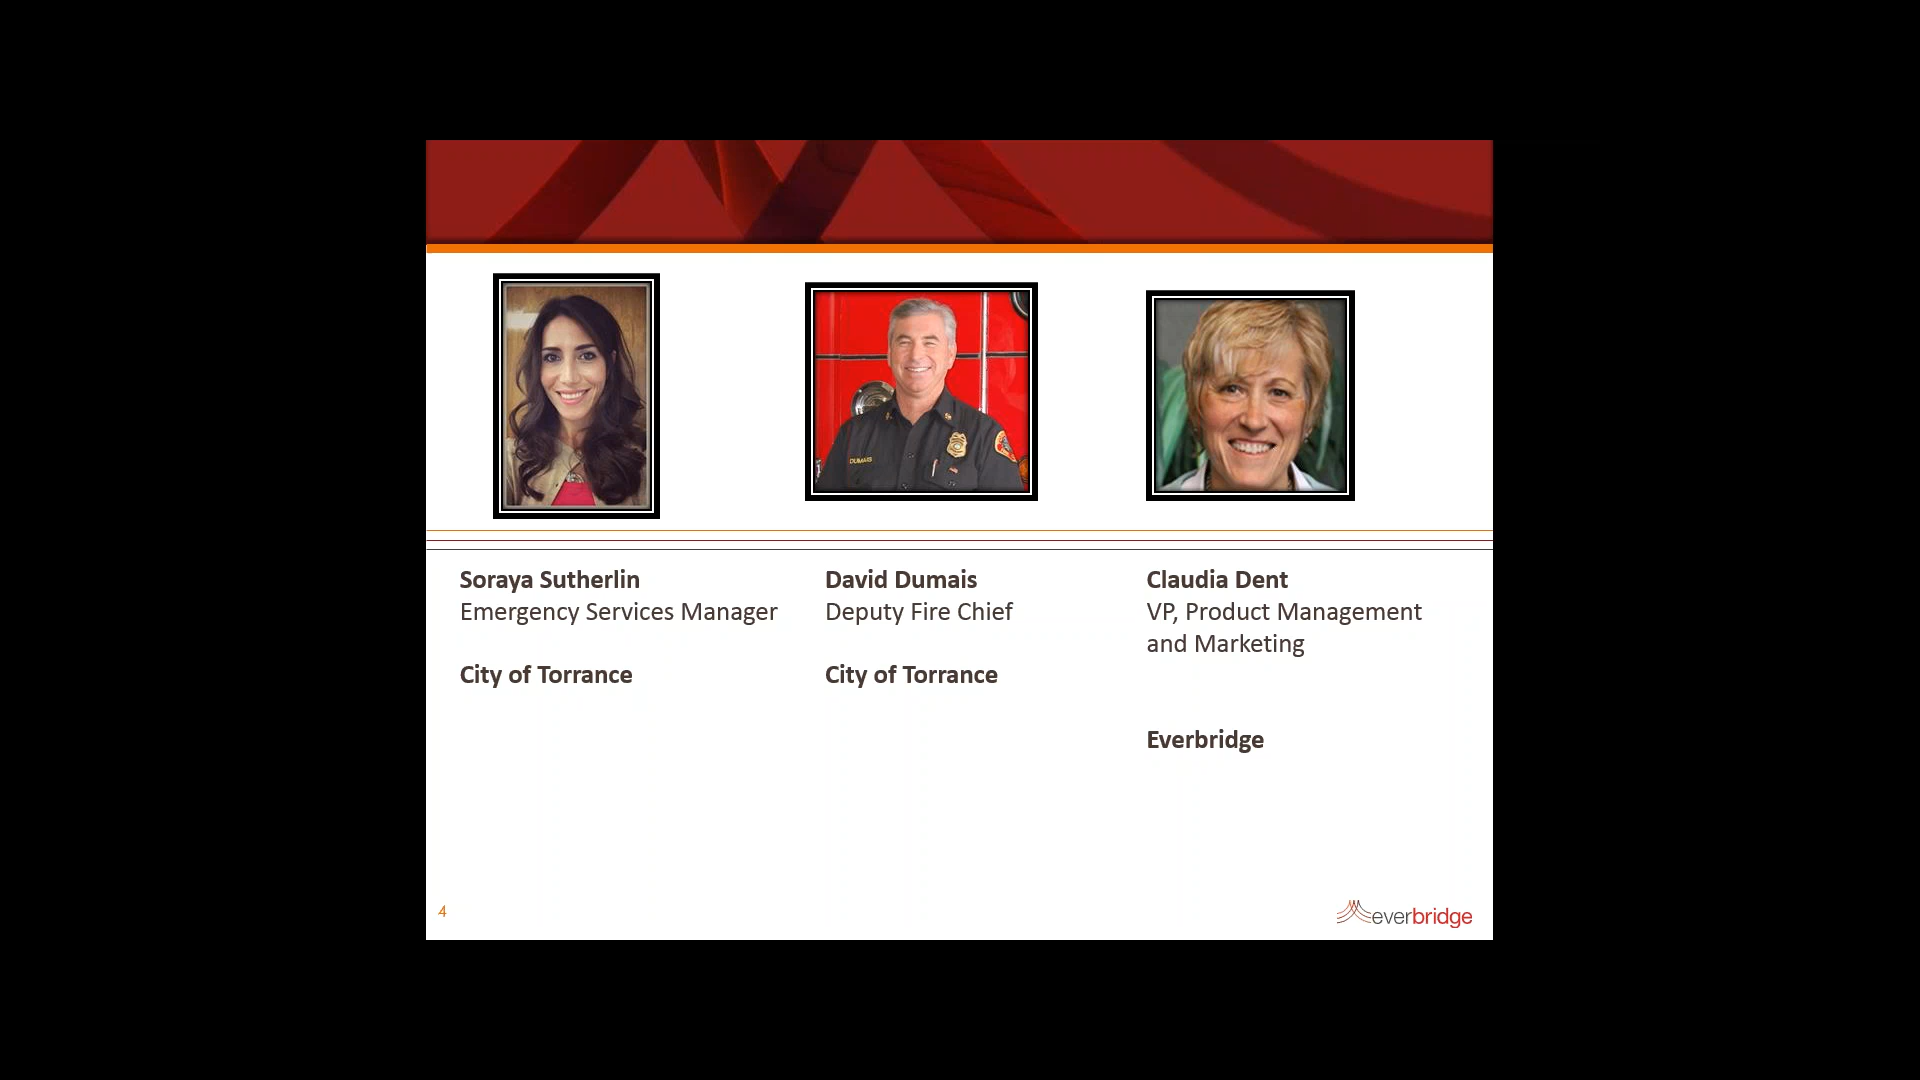 DUMAIS
Soraya Sutherlin
Emergency Services Manager
City of Torrance
David Dumais
Deputy Fire Chief
City of Torrance
Claudia Dent
VP, Product Management
and Marketing
Everbridge
4
everbridge